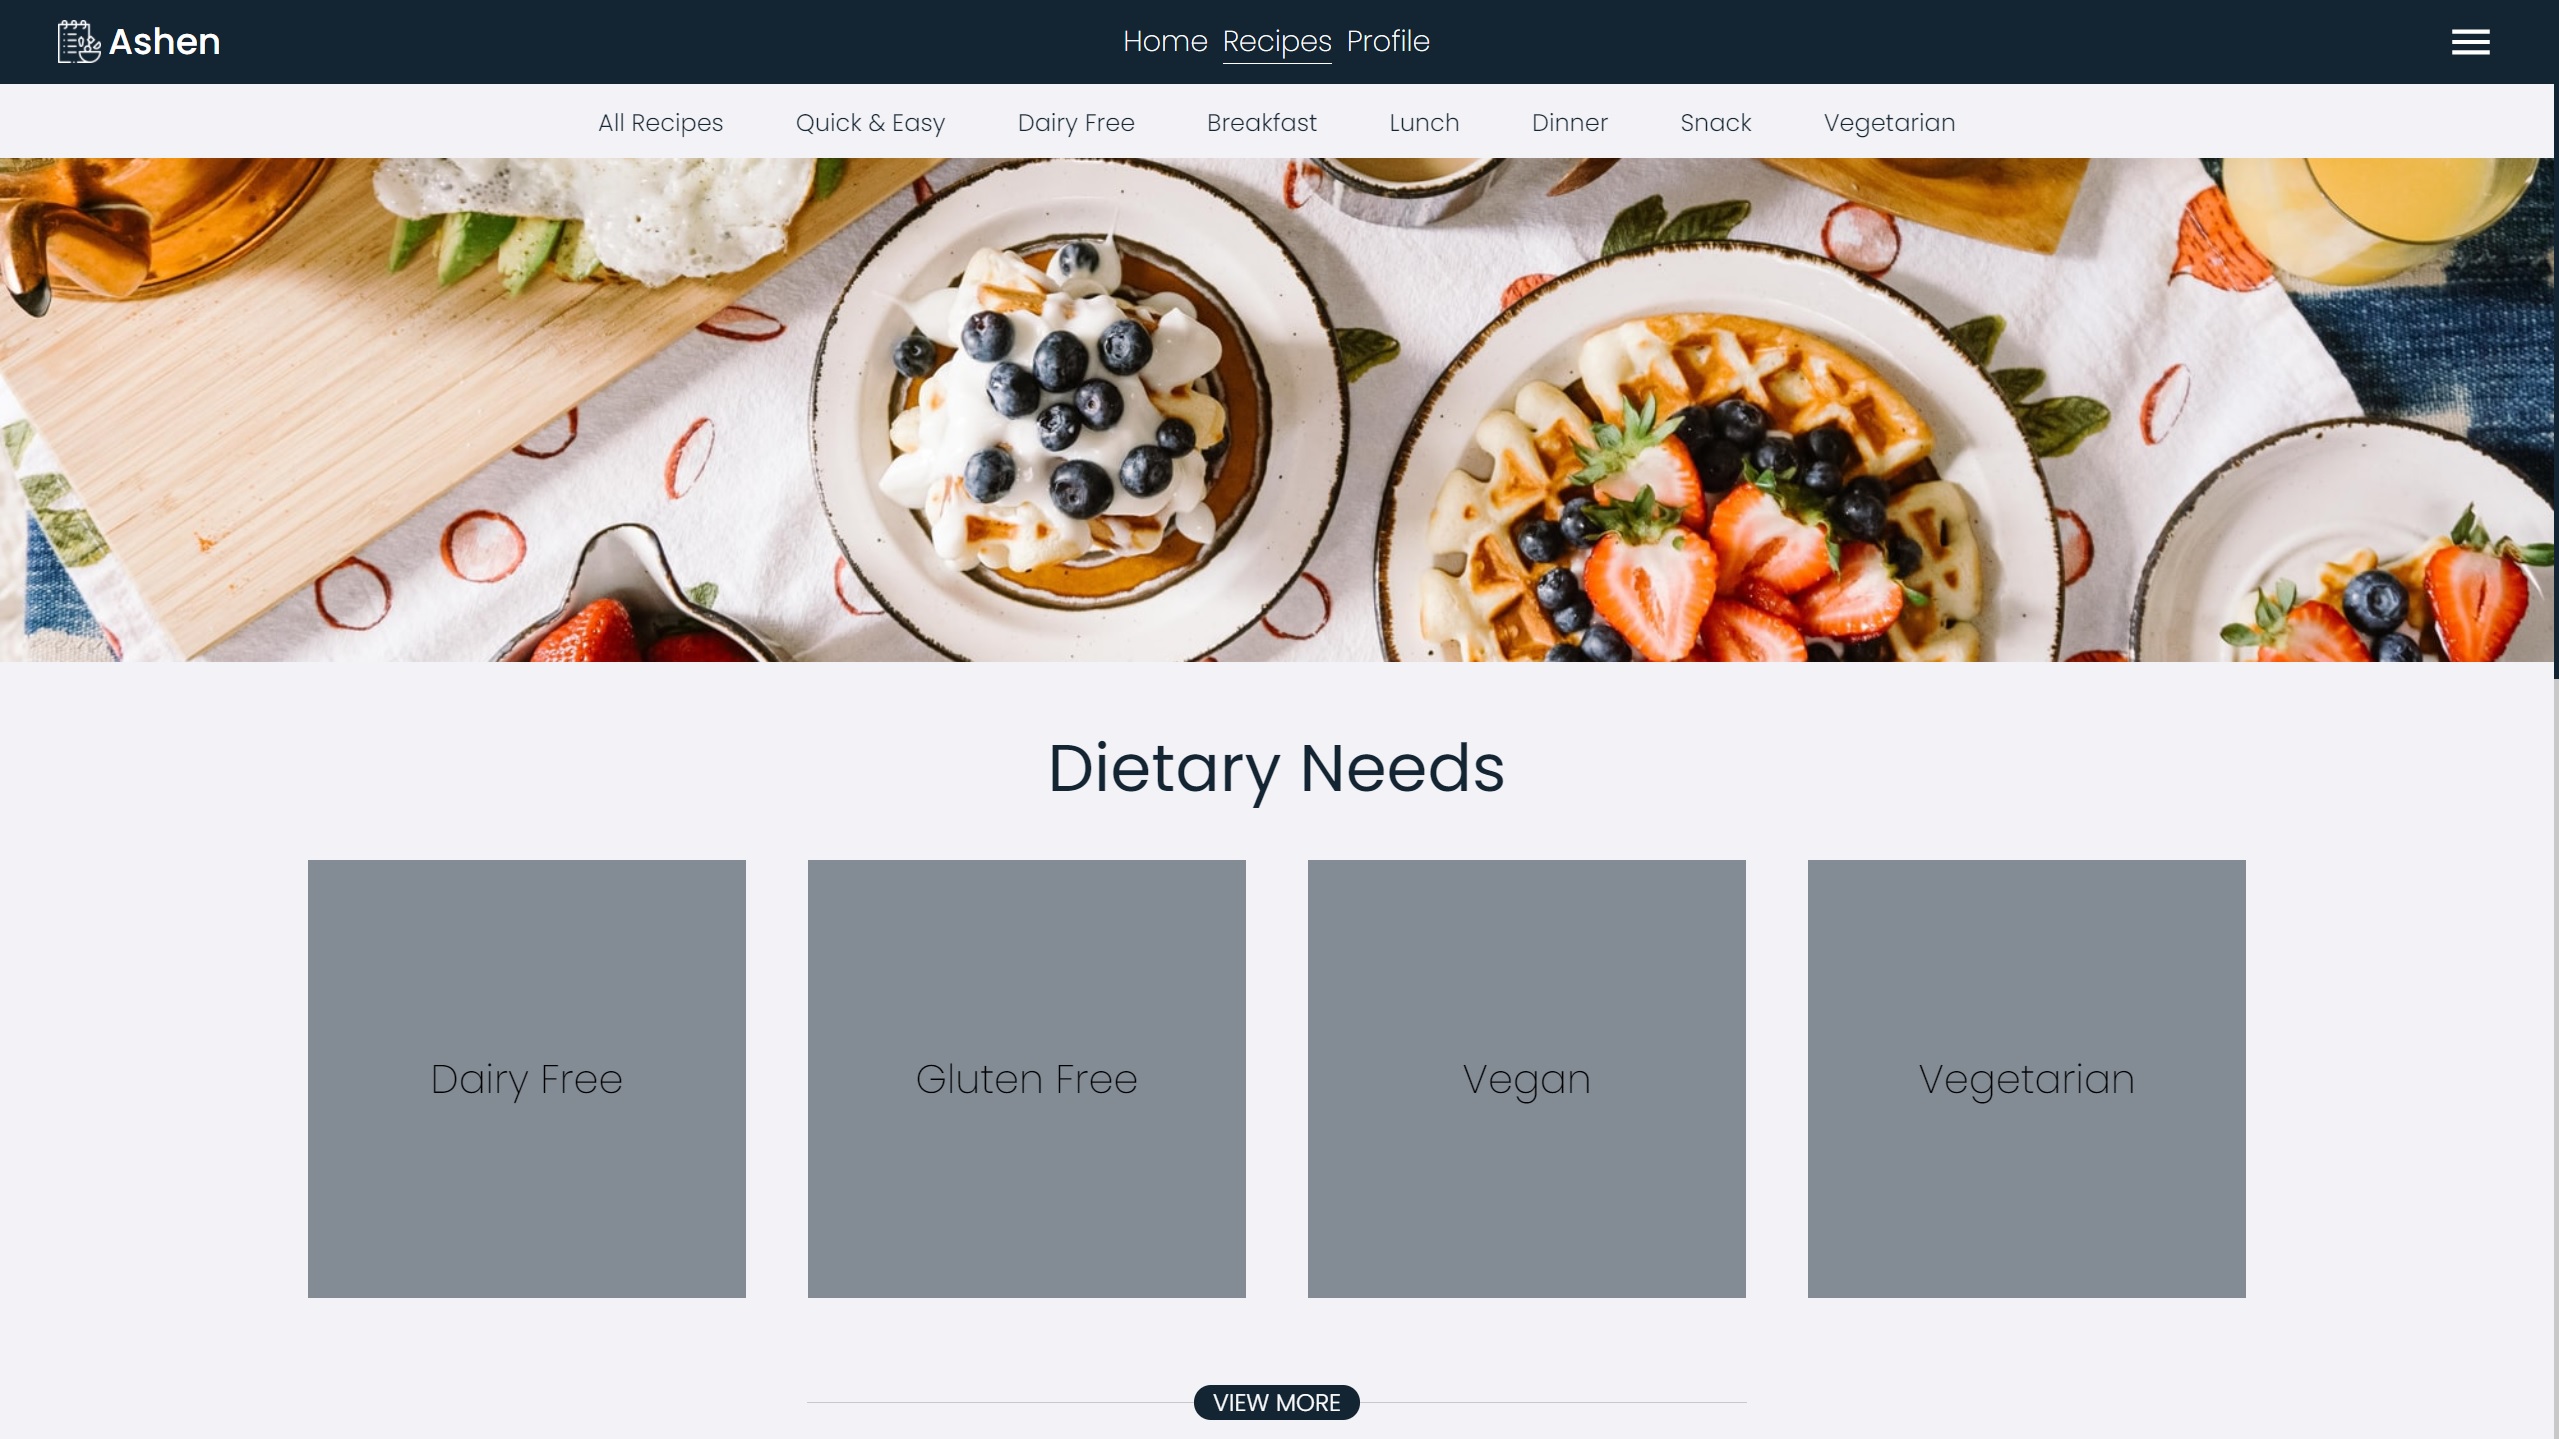 Ashen
Home Recipes Profile
All Recipes Quick & Easy Dairy Free Breakfast Lunch Dinner Snack Vegetarian
Dietary Needs
Dairy Free
Gluten Free
Vegan
Vegetarian
VIEW MORE